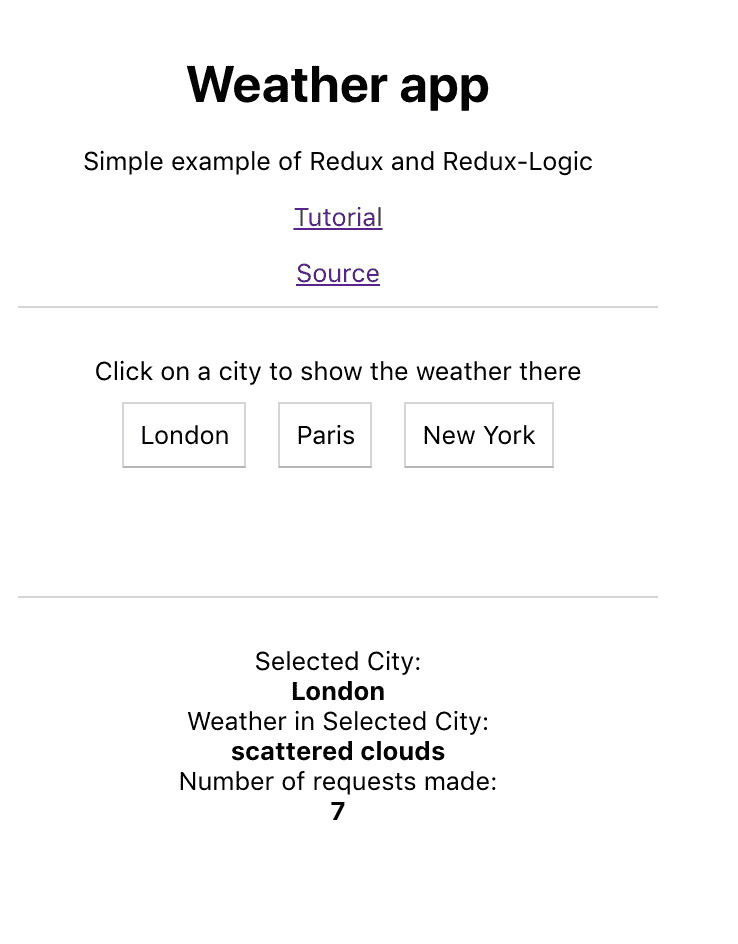 Weather app
Simple example of Redux and Redux-Logic
Tutorial
Source
Click on a city to show the weather there
London Paris New York
Selected City:
London
Weather in Selected City:
scattered clouds
Number of requests made:
7